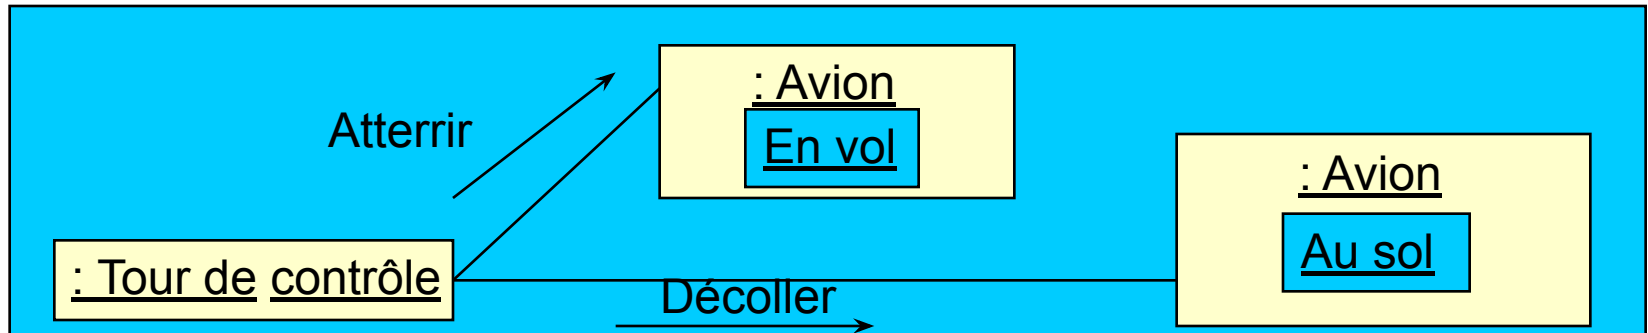 : Avion
Atterrir
En vol
: Avion
Au sol
: Tour de contrôle
Décoller